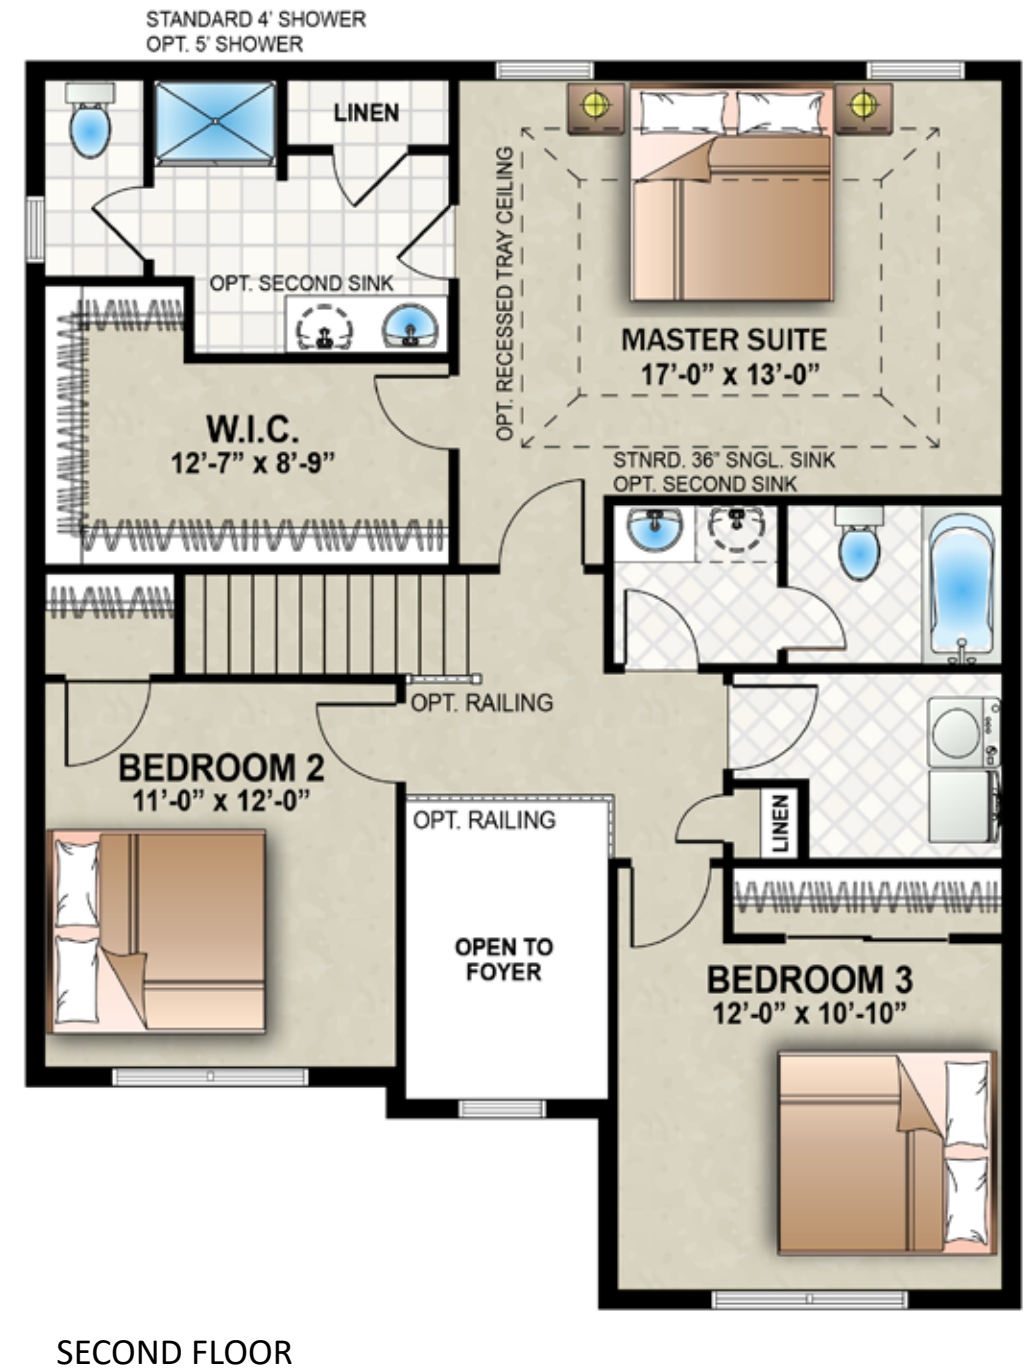 STANDARD 4' SHOWER
OPT. 5' SHOWER
LINEN
OPT. RECESSED TRAY CEILING
OPT. SECOND SINK
MASTER SUITE
17'-0” X 13'-0”
W.I.C.
12'-7” X 8'-9”
STNRD. 36” SNGL. SINK
OPT. SECOND SINK
OPT. RAILING
BEDROOM 2
11'-0” X 12'-0”
OPT. RAILING
LINEN
OPEN TO
FOYER
BEDROOM 3
12'-0” X 10'-10”
SECOND FLOOR